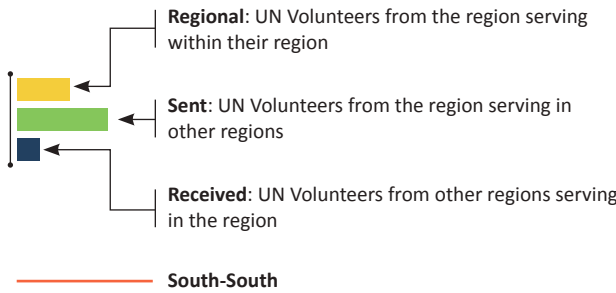 Regional: UN Volunteers from the region serving
within their region
Sent: UN Volunteers from the region serving in
other regions
Received: UN Volunteers from other regions serving
in the region
South-South